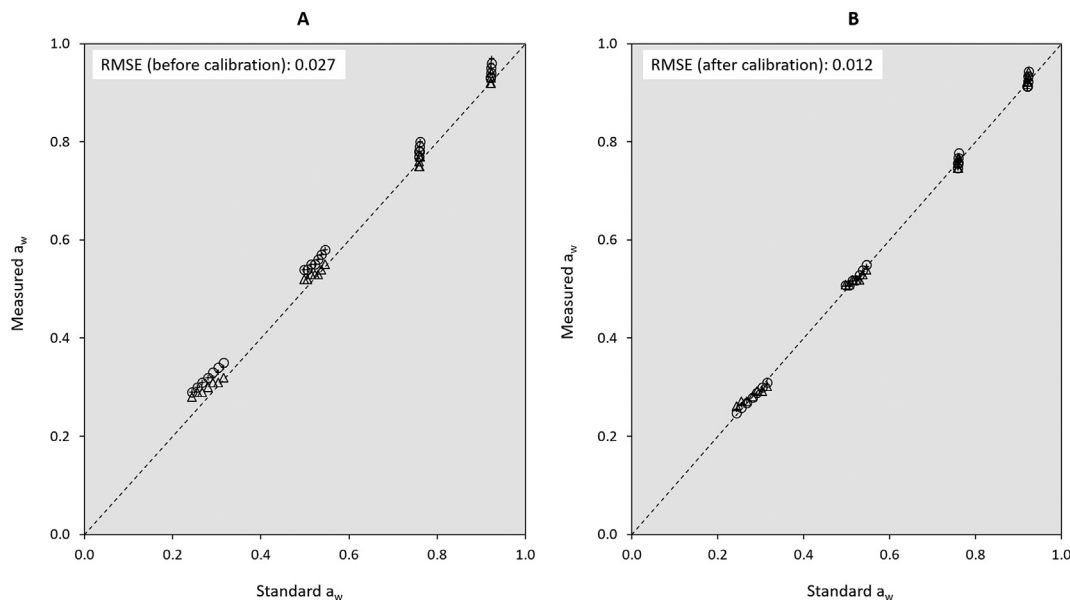 A
B
RMSE (before calibration): 0.027
RMSE (after calibration): 0.012
Measured aw
1.0
0.8
0.6
0.4
0.2
0.0
0.0 0.2 0.4 0.6 0.8 1.0
Standard aw
Measured aw
1.0
0.8
0.6
0.4
0.2
0.0
0.0 0.2 0.4 0.6 0.8 1.0
Standard aw